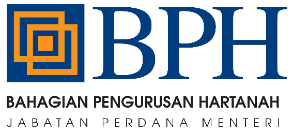 BPH
BAHAGIAN PENGURUSAN HARTANAH
JABATAN PERDANA MENTERI